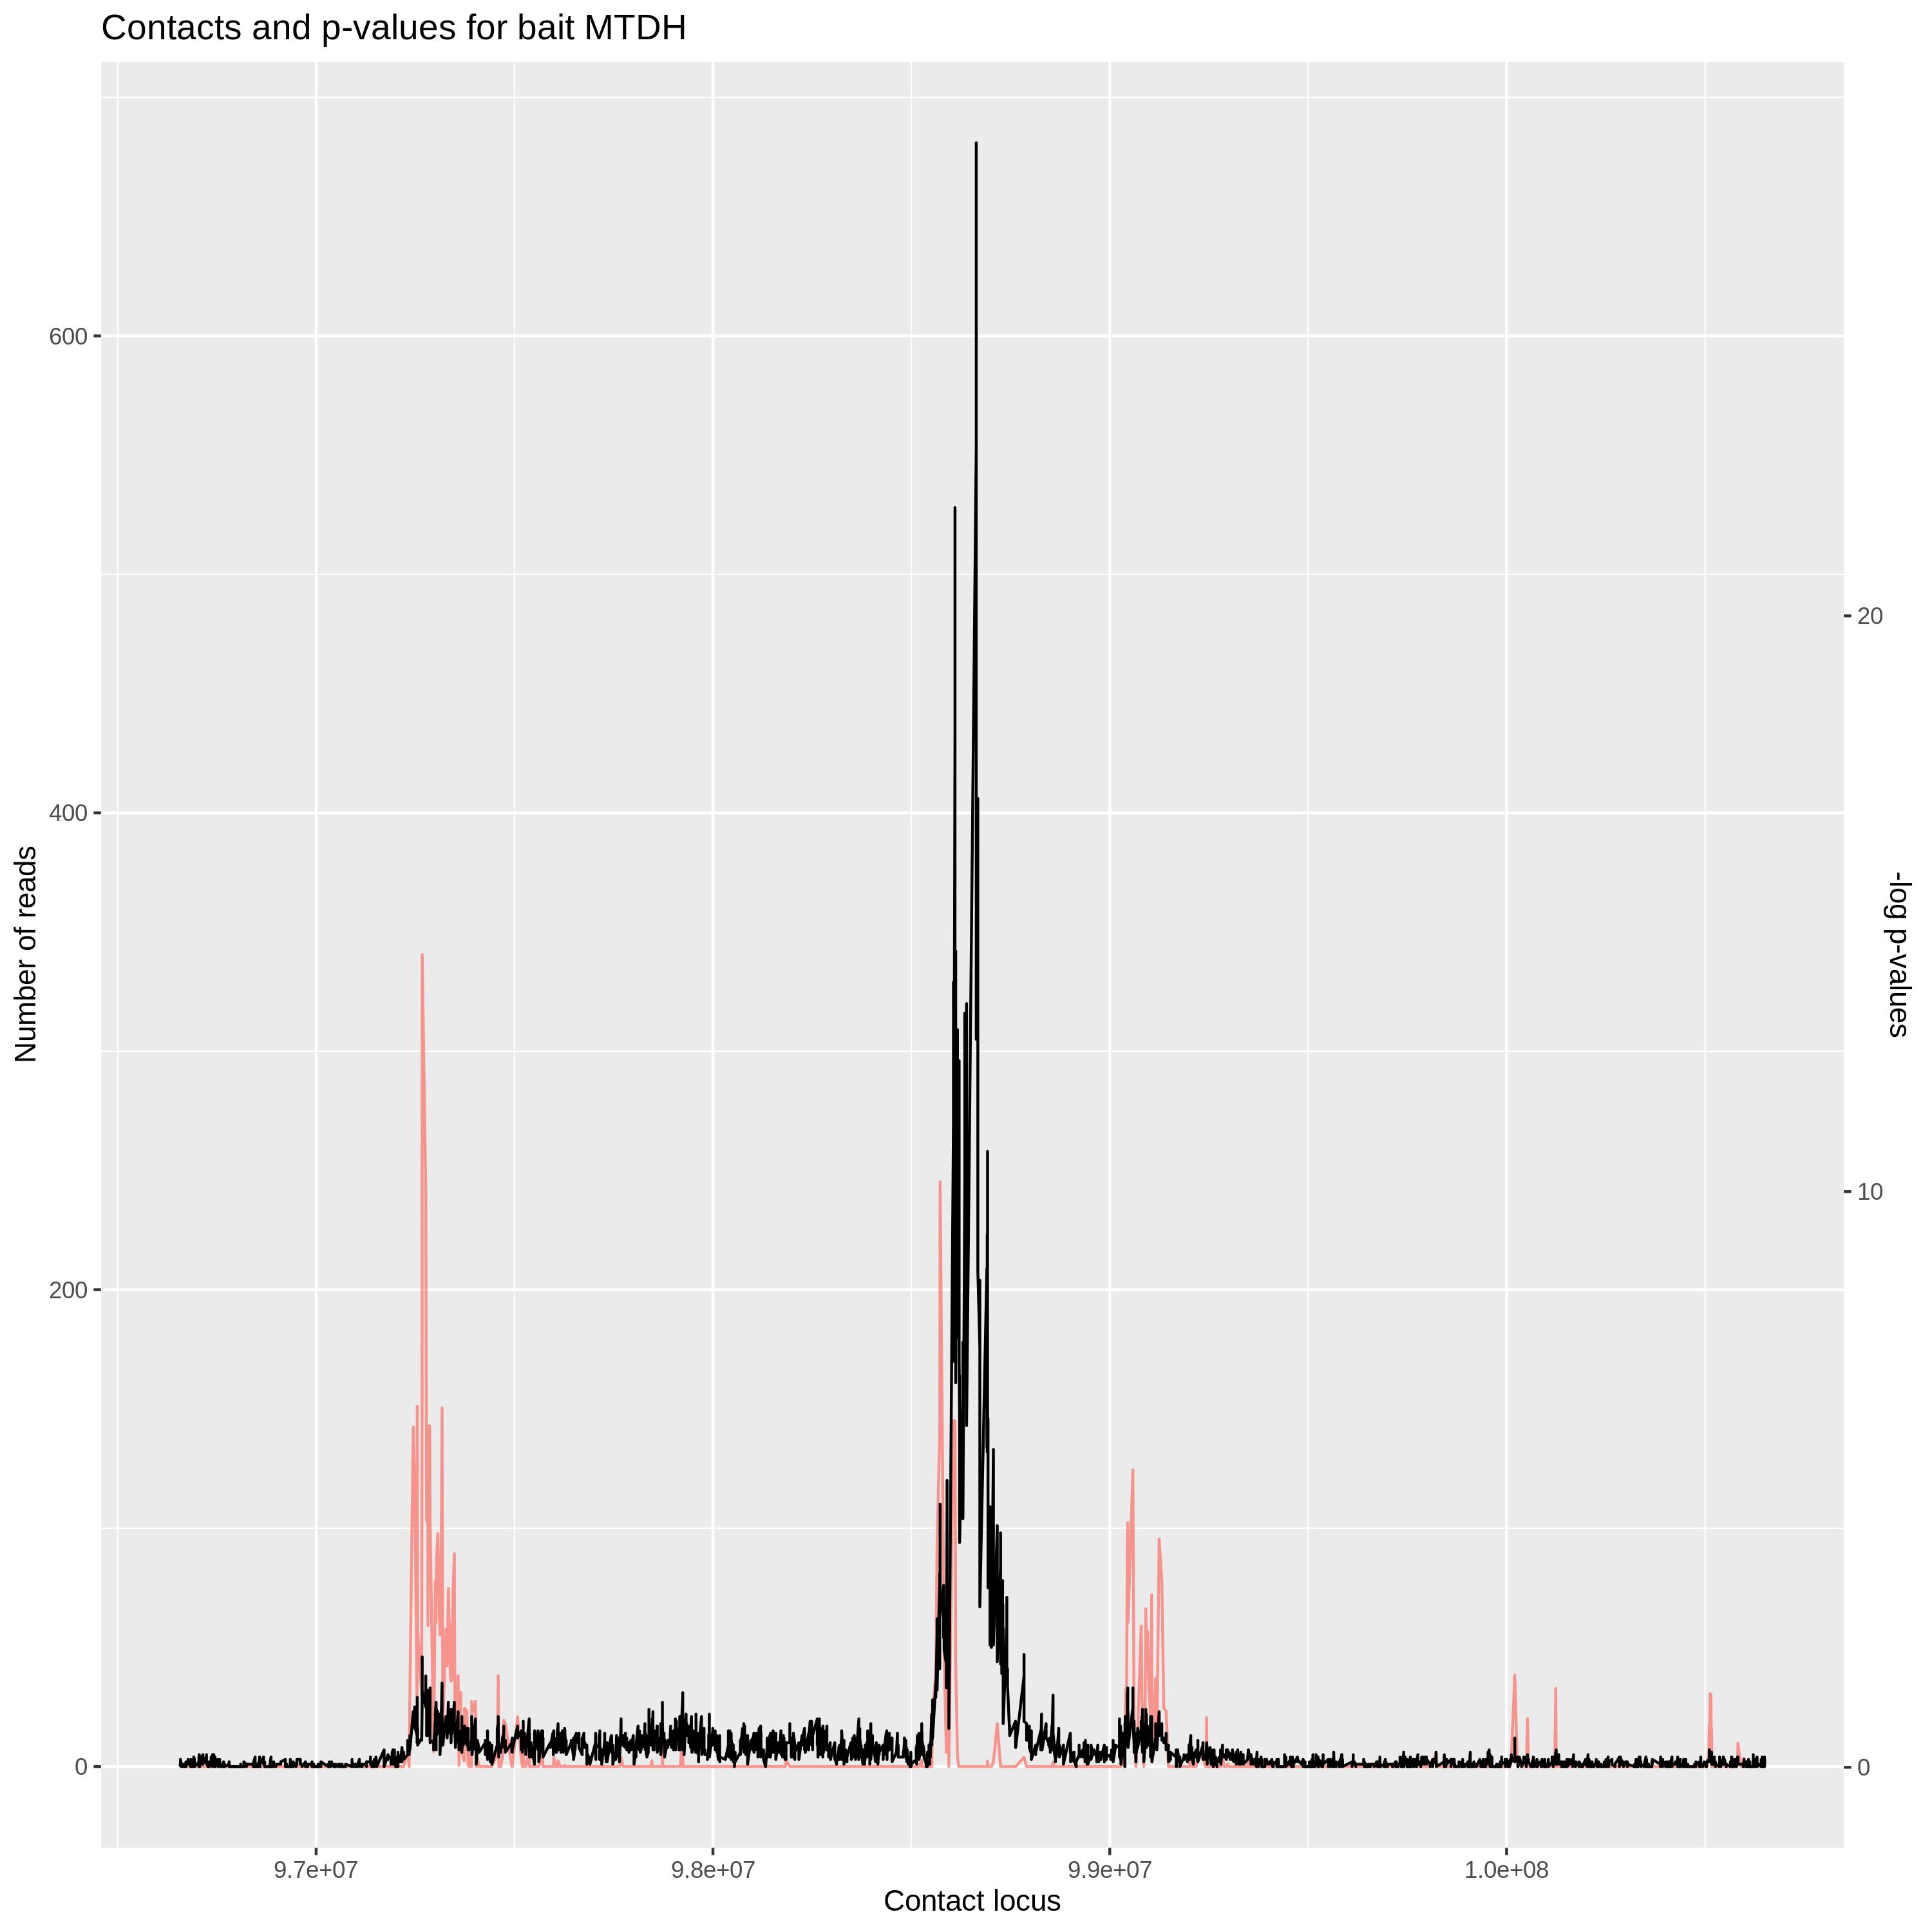 Contacts and p-values for bait MTDH
600
400
200
0
Number of reads
20
10
0
-log p-values
9.7e+07
9.8e+07
9.9e+07
1.0e+08
Contact locus